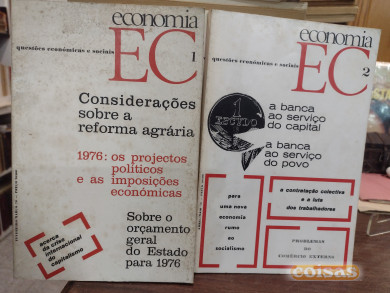 economia
questões económicas e sociais
EC 1
Considerações
sobre a
reforma agrária
1976: os projectos
políticos
e as imposições
económicas
acerca
da crise
internacional
do
capitalismo
Sobre o
orçamento
geral
do Estado
para 1976
economia
questões económicas e sociais
EC 2
1
ESCUDO
a banca
ao serviço
do capital
a banca
ao serviço
do povo
para
uma nova
economia
rumo
ao
socialismo
a contratação colectiva
e a luta
dos trabalhadores
PROBLEMAS
DO
COMÉRCIO EXTERNO
coisas